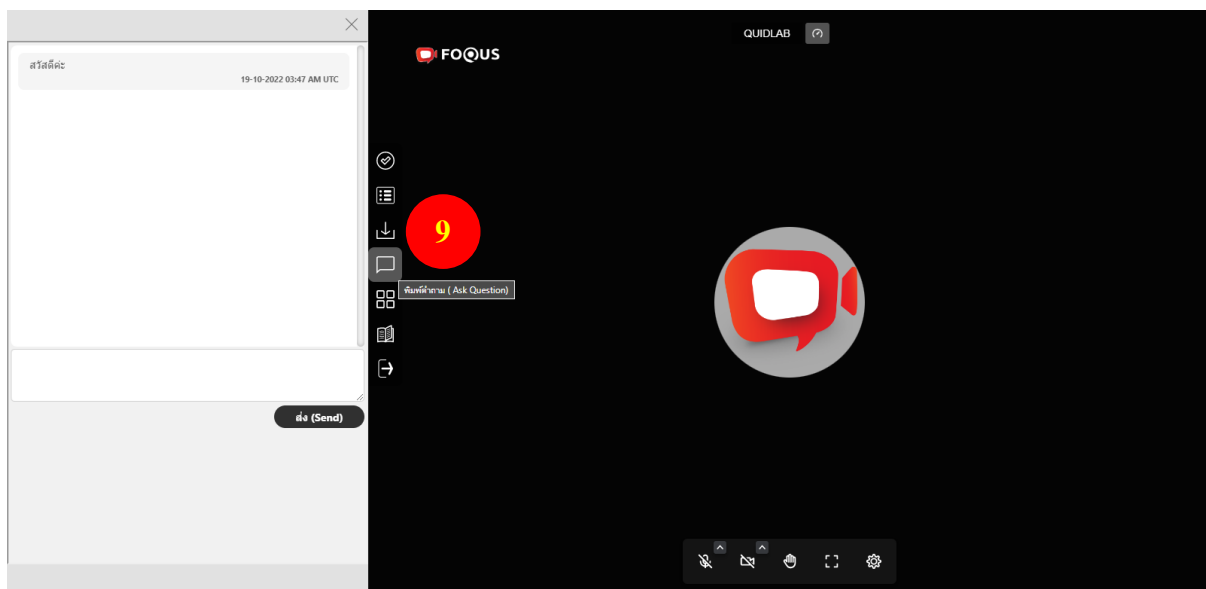 สวัสดีค่ะ
19-10-2022 03:47 AM UTC
ส่ง (Send)
FOQUS
QUIDLAB
9
พิมพ์คำถาม ( Ask Question)